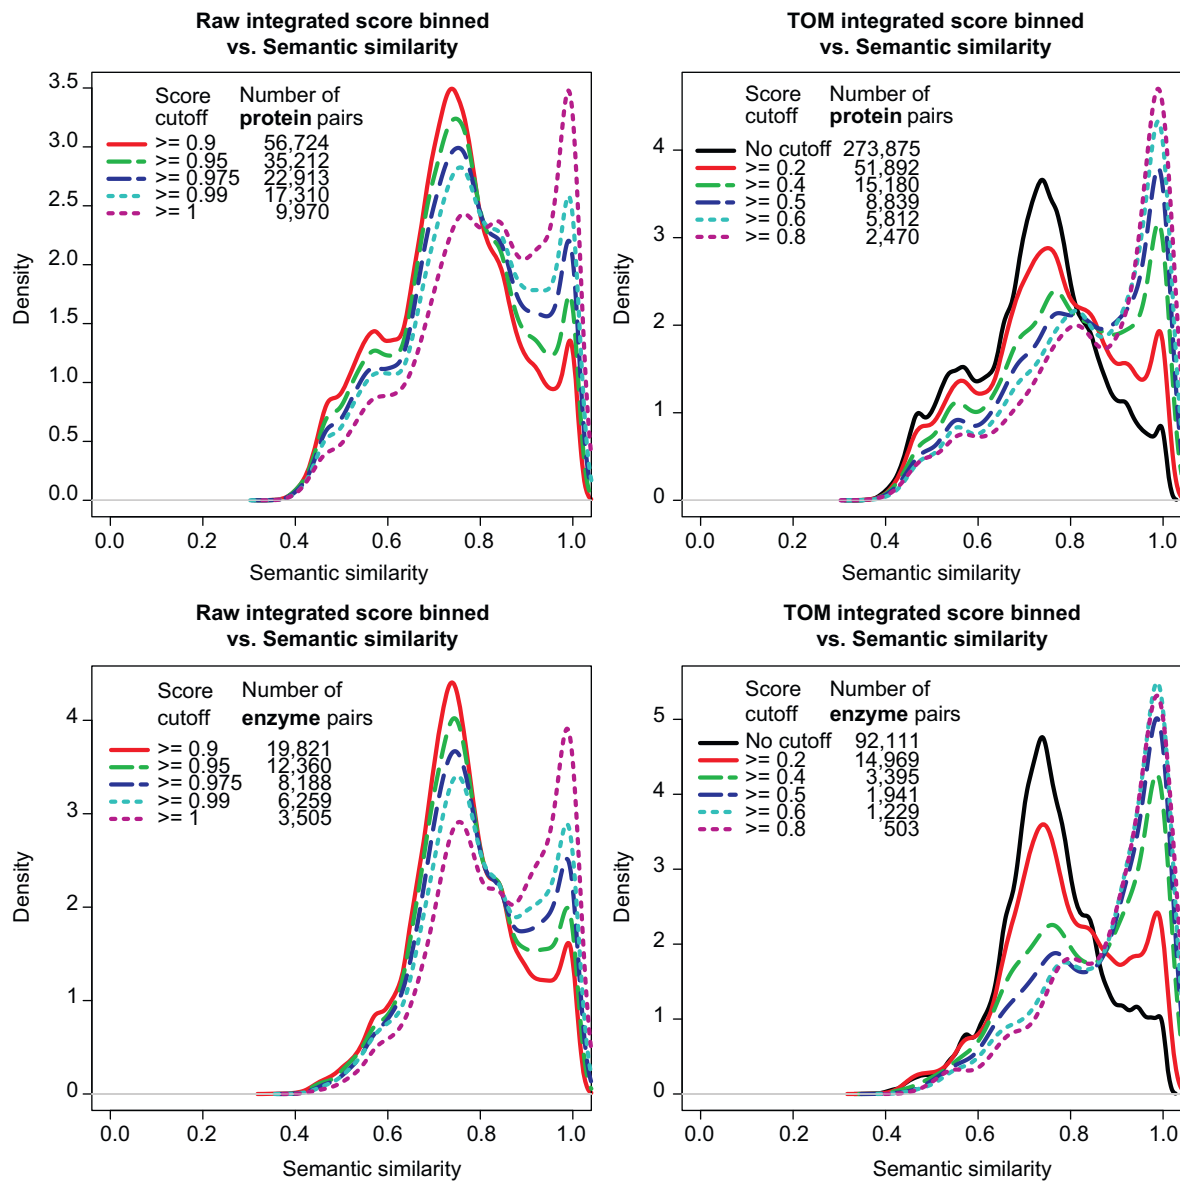 Raw integrated score binned
vs. Semantic similarity
Score Number of
cutoff protein pairs
>= 0.9 56,724
>= 0.95 35,212
>= 0.975 22,913
>= 0.99 17,310
>= 1 9,970
3.5
3.0
2.5
2.0
1.5
1.0
0.5
0.0
Density
0.0 0.2 0.4 0.6 0.8 1.0
Semantic similarity
TOM integrated score binned
vs. Semantic similarity
Score Number of
cutoff protein pairs
No cutoff 273,875
>= 0.2 51,892
>= 0.4 15,180
>= 0.5 8,839
>= 0.6 5,812
>= 0.8 2,470
4
3
2
1
0
Density
0.0 0.2 0.4 0.6 0.8 1.0
Semantic similarity
Raw integrated score binned
vs. Semantic similarity
Score Number of
cutoff enzyme pairs
>= 0.9 19,821
>= 0.95 12,360
>= 0.975 8,188
>= 0.99 6,259
>= 1 3,505
4
3
2
1
0
Density
0.0 0.2 0.4 0.6 0.8 1.0
Semantic similarity
TOM integrated score binned
vs. Semantic similarity
Score Number of
cutoff enzyme pairs
No cutoff 92,111
>= 0.2 14,969
>= 0.4 3,395
>= 0.5 1,941
>= 0.6 1,229
>= 0.8 503
5
4
3
2
1
0
Density
0.0 0.2 0.4 0.6 0.8 1.0
Semantic similarity